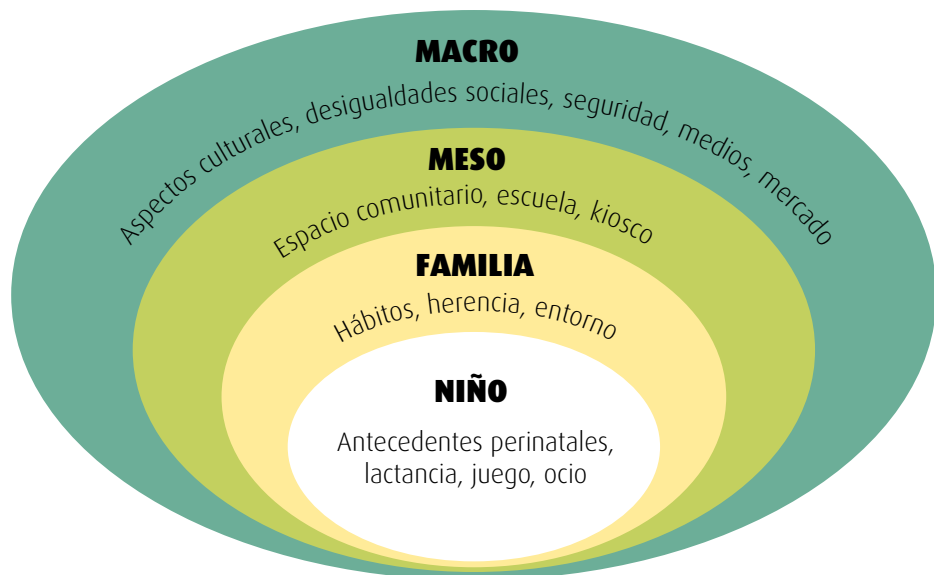 MACRO
Aspectos culturales, desigualdades sociales, seguridad, medios, mercado
MESO
Espacio comunitario, escuela, kiosco
FAMILIA
Hábitos, herencia, entorno
NIÑO
Antecedentes perinatales,
lactancia, juego, ocio